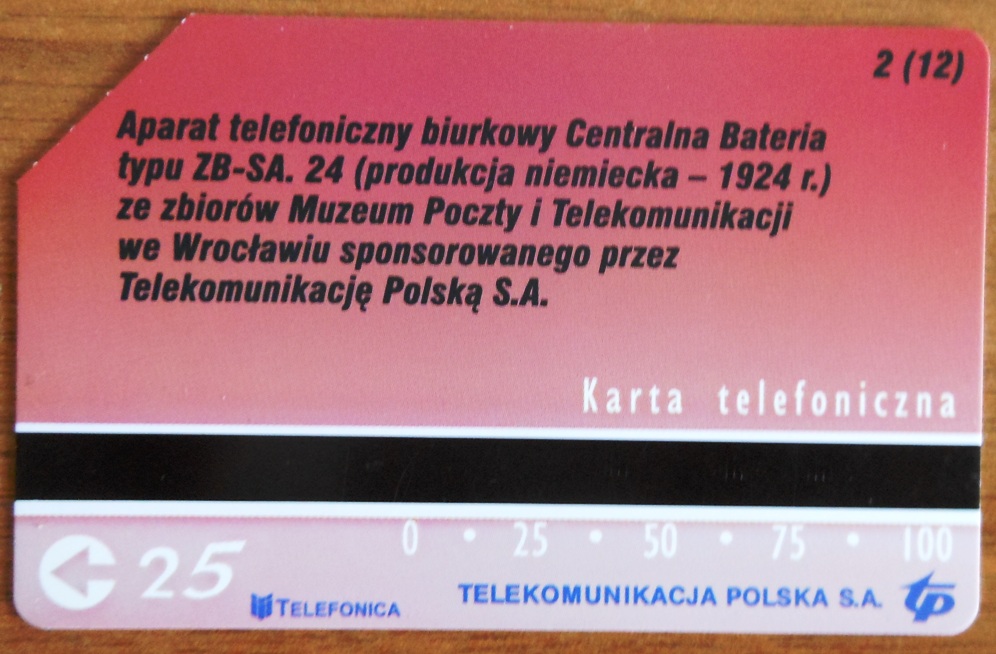 2 (12)
Aparat telefoniczny biurkowy Centralna Bateria
typu ZB-SA. 24 (produkcja niemiecka – 1924 r.)
ze zbiorów Muzeum Poczty i Telekomunikacji
we Wrocławiu sponsorowanego przez
Telekomunikację Polską S.A.
Karta telefoniczna
0 • 25 • 50 • 75 • 100
25
TELEFONICA
TELEKOMUNIKACJA POLSKA S.A. tp